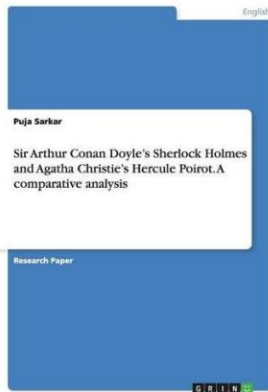 English
Puja Sarkar
Sir Arthur Conan Doyle's Sherlock Holmes
and Agatha Christie's Hercule Poirot. A
comparative analysis
Research Paper
GRIN